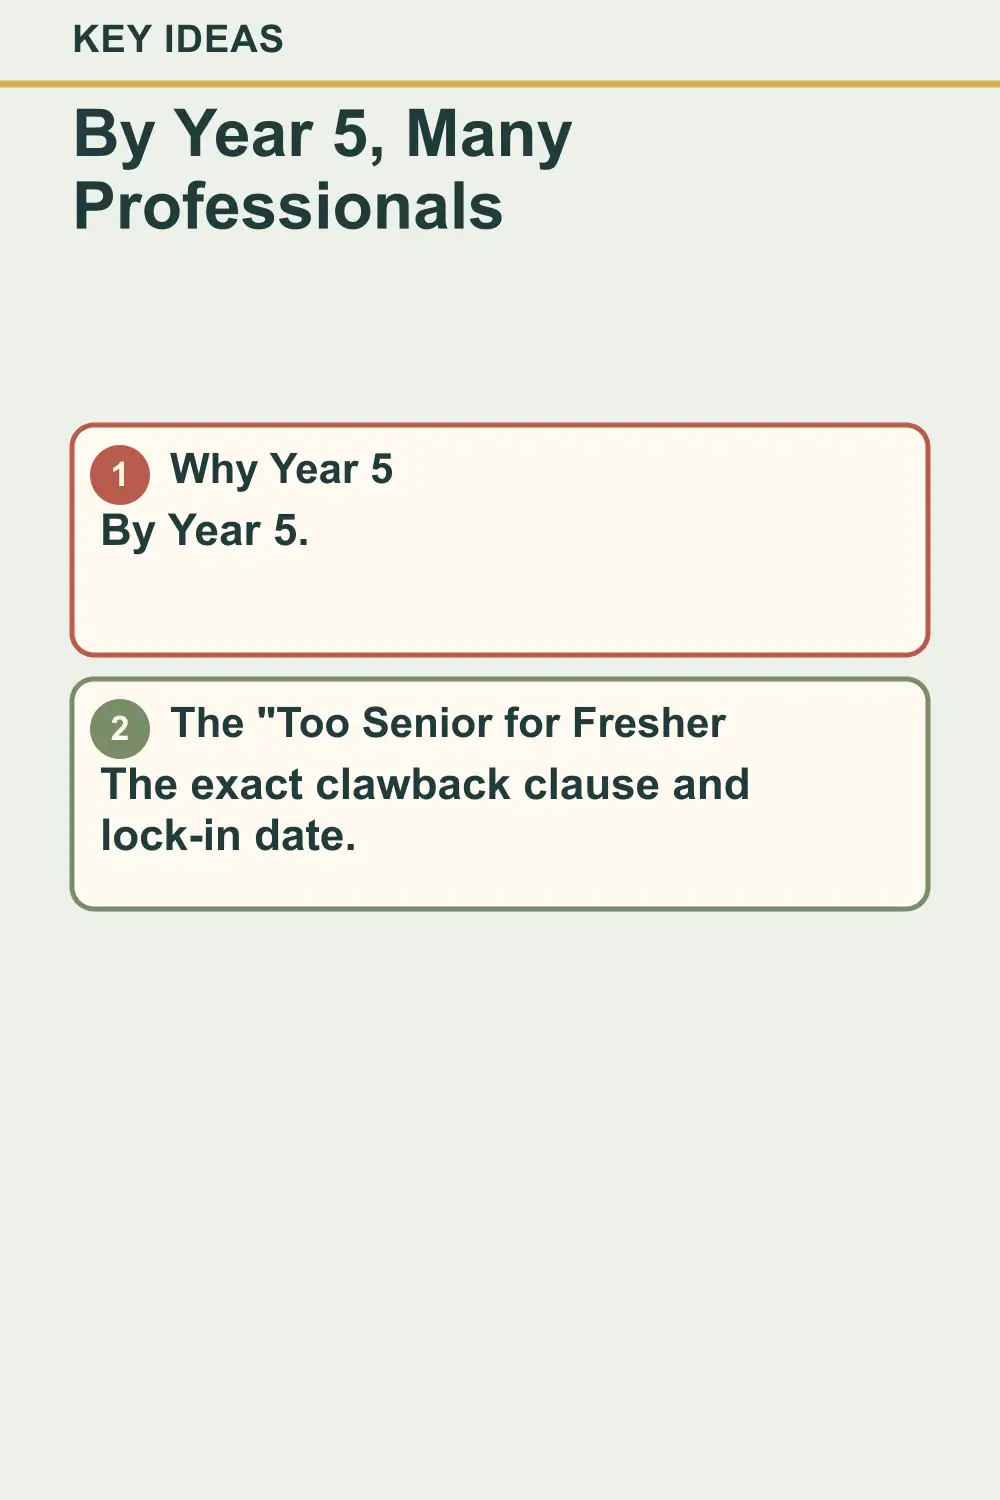 KEY IDEAS
By Year 5, Many
Professionals
1 Why Year 5
By Year 5.
2 The "Too Senior for Fresher
The exact clawback clause and
lock-in date.